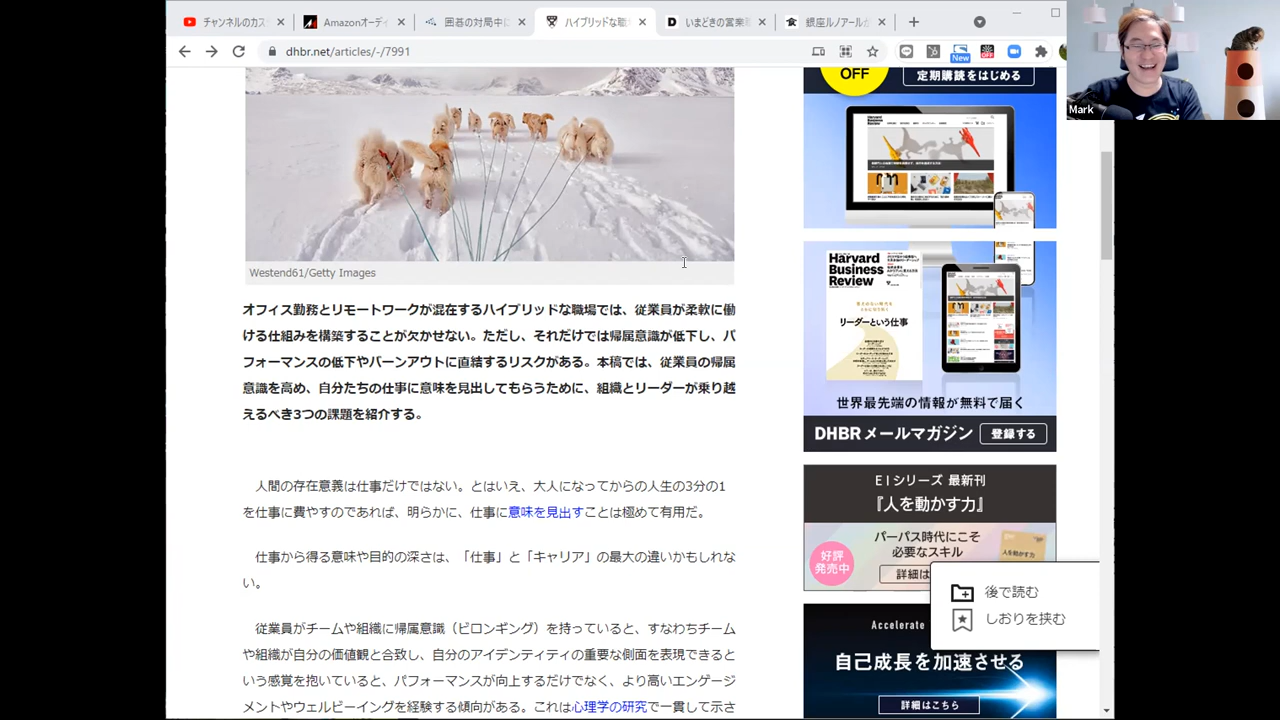 チャンネルのカス
Amazonオーディ
囲碁の対局中に
ハイブリッドな職
いまどきの営業
銀座ルノアールが
dhbr.net/articles/-/7991
New
OFF
Mark
OFF
定期購読をはじめる
Westend61/Getty Images
オフィス勤務とリモートワークが混在するハイブリッドな職場では、従業員が柔軟に働
ける仕組みを構築することが欠かせない。ただし、それだけでは帰属意識が低下し、パ
フォーマンスの低下やバーンアウトに直結するリスクがある。本稿では、従業員の帰属
意識を高め、自分たちの仕事に意味を見出してもらうために、組織とリーダーが乗り越
えるべき3つの課題を紹介する。
人間の存在意義は仕事だけではない。とはいえ、大人になってからの人生の3分の1
を仕事に費やすのであれば、明らかに、仕事に意味を見出すことは極めて有用だ。
仕事から得る意味や目的の深さは、「仕事」と「キャリア」の最大の違いかもしれな
い。
従業員がチームや組織に帰属意識（ビロンギング）を持っていると、すなわちチーム
や組織が自分の価値観と合致し、自分のアイデンティティの重要な側面を表現できると
いう感覚を抱いていると、パフォーマンスが向上するだけでなく、より高いエンゲージ
メントやウェルビーイングを経験する傾向がある。これは心理学の研究で一貫して示さ
Harvard
Business
Review
リーダーという仕事
世界最先端の情報が無料で届く
DHBRメールマガジン
登録する
EIシリーズ 最新刊
『人を動かす力』
パーパス時代にこそ
必要なスキル
好評
発売中
人を動かす力
詳細は
後で読む
しおりを挟む
Accelerate
自己成長を加速させる
詳細はこちら